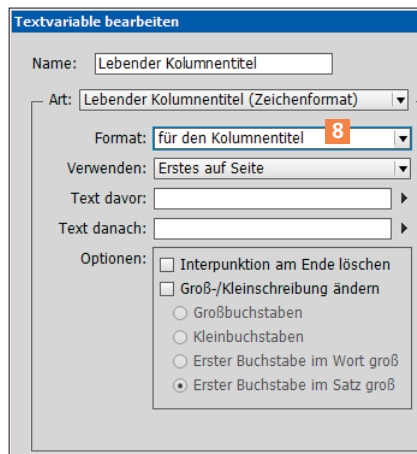 Textvariable bearbeiten
Name: Lebender Kolumnentitel
Art: Lebender Kolumnentitel (Zeichenformat)
Format: für den Kolumnentitel 8
Verwenden: Erstes auf Seite
Text davor:
Text danach:
Optionen: Interpunktion am Ende löschen
Groß-/Kleinschreibung ändern
Großbuchstaben
Kleinbuchstaben
Erster Buchstabe im Wort groß
Erster Buchstabe im Satz groß